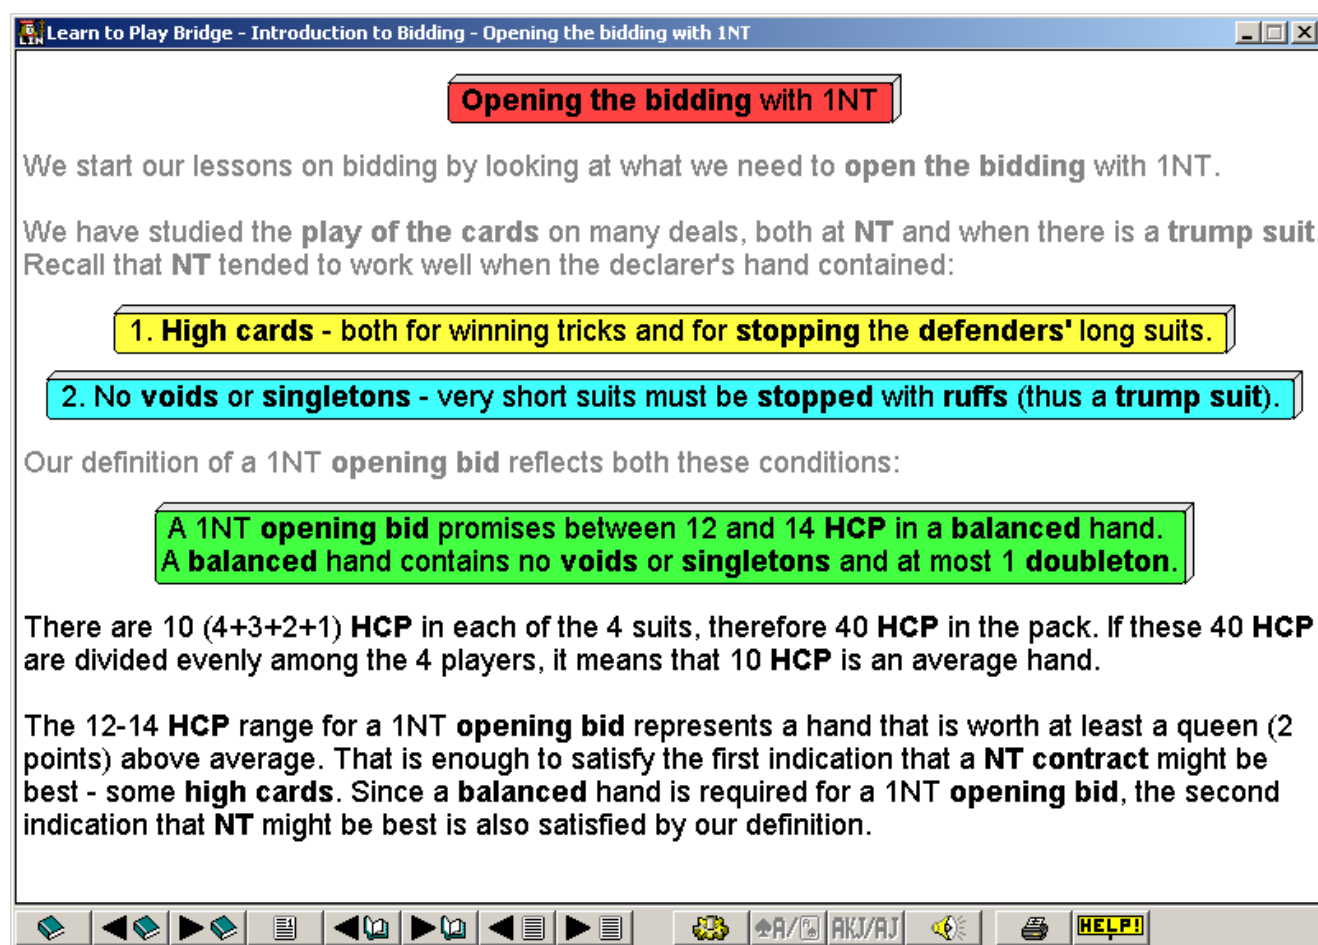 Learn to Play Bridge - Introduction to Bidding - Opening the bidding with 1NT
Opening the bidding with 1NT
We start our lessons on bidding by looking at what we need to open the bidding with 1NT.
We have studied the play of the cards on many deals, both at NT and when there is a trump suit.
Recall that NT tended to work well when the declarer's hand contained:
1. High cards - both for winning tricks and for stopping the defenders' long suits.
2. No voids or singletons - very short suits must be stopped with ruffs (thus a trump suit).
Our definition of a 1NT opening bid reflects both these conditions:
A 1NT opening bid promises between 12 and 14 HCP in a balanced hand.
A balanced hand contains no voids or singletons and at most 1 doubleton.
There are 10 (4+3+2+1) HCP in each of the 4 suits, therefore 40 HCP in the pack. If these 40 HCP
are divided evenly among the 4 players, it means that 10 HCP is an average hand.
The 12-14 HCP range for a 1NT opening bid represents a hand that is worth at least a queen (2
points) above average. That is enough to satisfy the first indication that a NT contract might be
best - some high cards. Since a balanced hand is required for a 1NT opening bid, the second
indication that NT might be best is also satisfied by our definition.
♠A/ AKJ/AJ HELP!